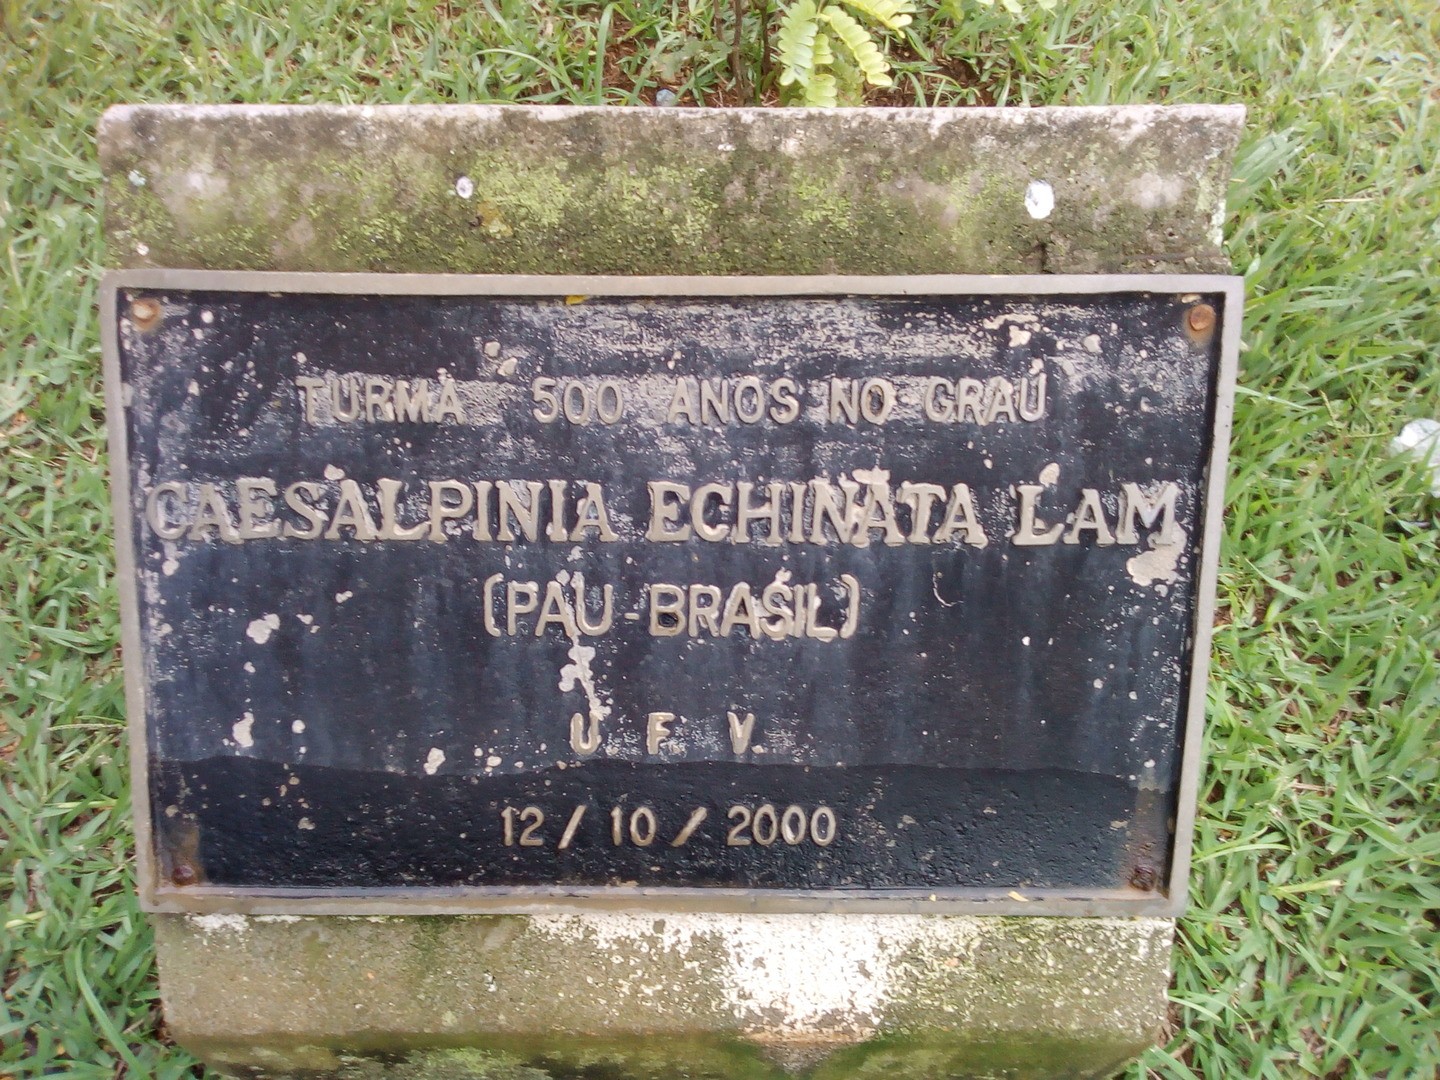 TURMA 500 ANOS NO GRAU
CAESALPINIA ECHINATA LAM
(PAU-BRASIL)
U F V.
12 / 10 / 2000